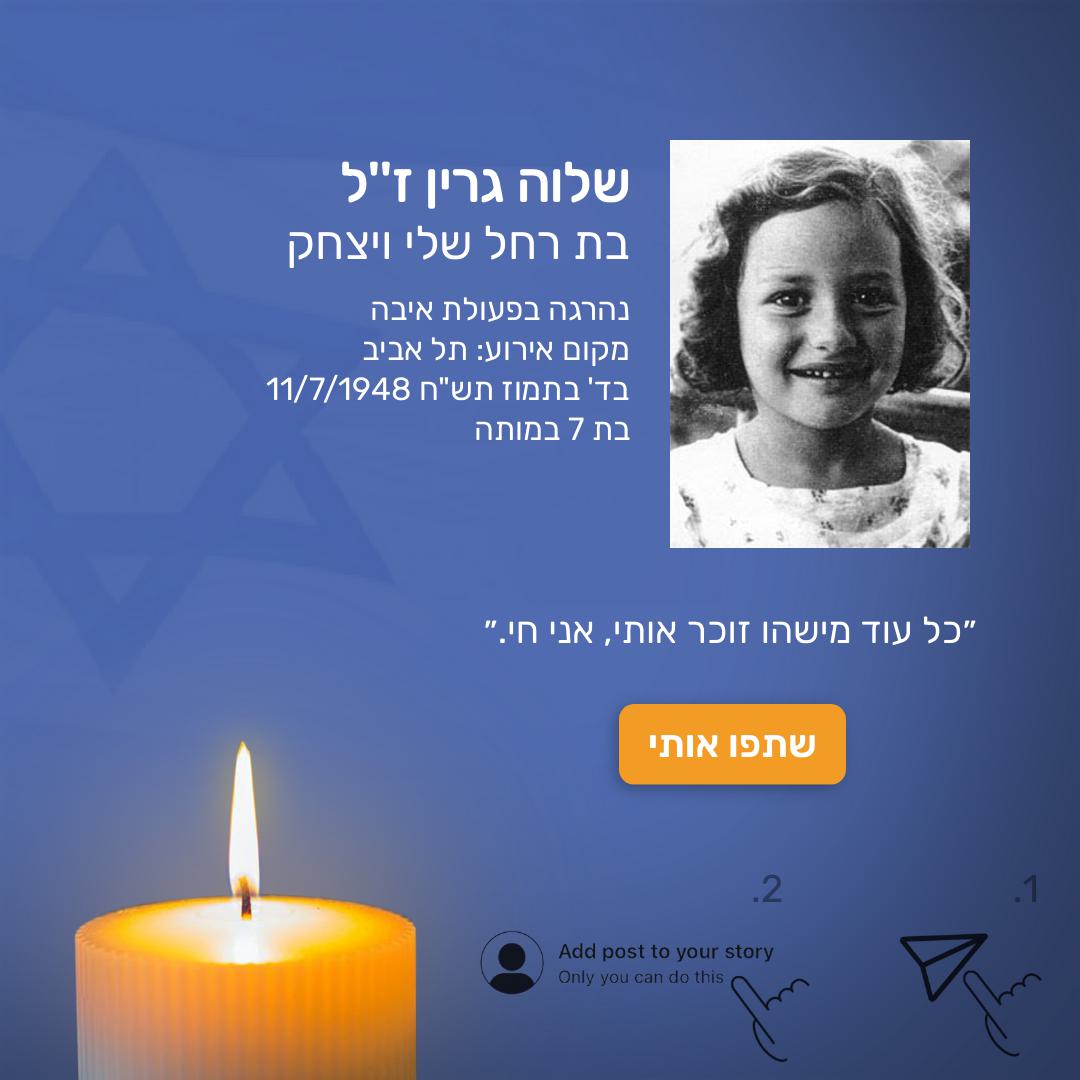 שלוה גרין ז"ל
בת רחל שלי ויצחק
נהרגה בפעולת איבה
מקום אירוע: תל אביב
בד' בתמוז תש"ח 11/7/1948
בת 7 במותה
״כל עוד מישהו זוכר אותי, אני חי.״
שתפו אותי
1.
2.
Add post to your story
Only you can do this